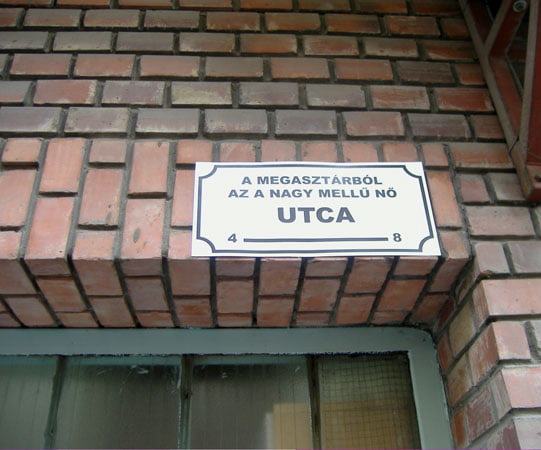 A MEGASZTÁRBÓL
AZ A NAGY MELLŰ NŐ
UTCA
4 8